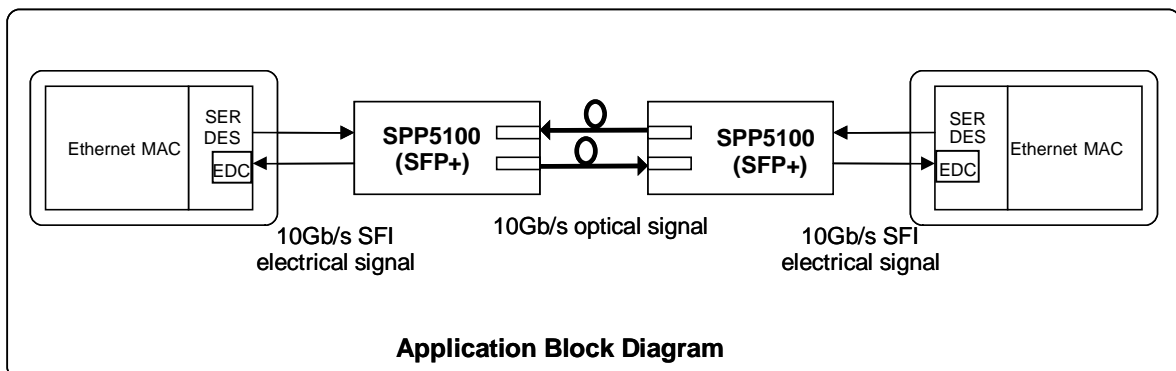 Ethernet MAC
SER
DES
EDC
SPP5100
(SFP+)
SPP5100
(SFP+)
SER
DES
EDC
Ethernet MAC
10Gb/s SFI
electrical signal
10Gb/s optical signal
10Gb/s SFI
electrical signal
Application Block Diagram